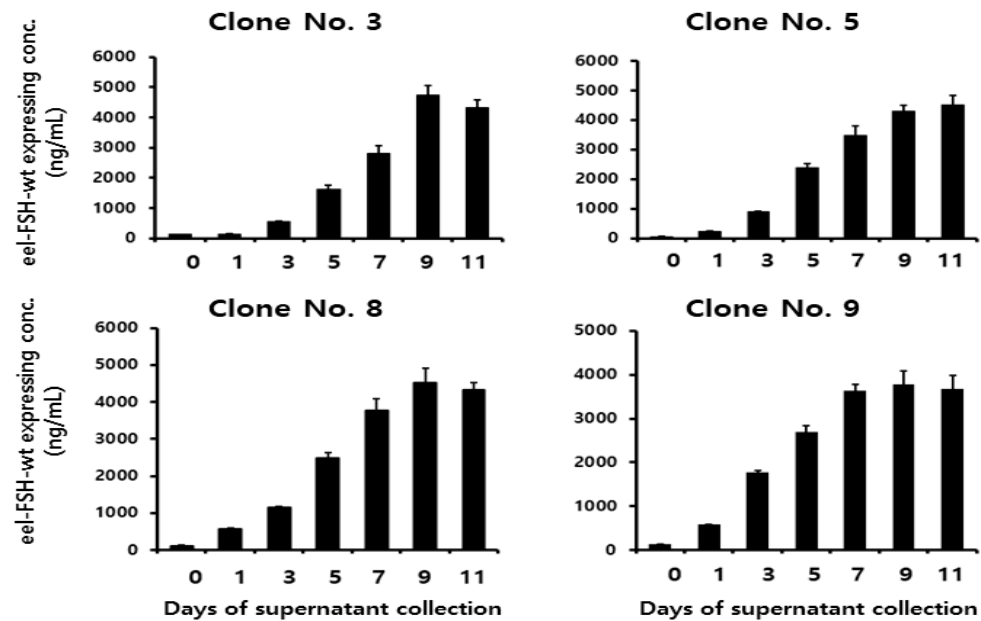 Clone No. 3
eel-FSH-wt expressing conc.
(ng/mL)
6000
5000
4000
3000
2000
1000
0
0 1 3 5 7 9 11
Clone No. 5
6000
5000
4000
3000
2000
1000
0
0 1 3 5 7 9 11
Clone No. 8
eel-FSH-wt expressing conc.
(ng/mL)
6000
5000
4000
3000
2000
1000
0
0 1 3 5 7 9 11
Days of supernatant collection
Clone No. 9
5000
4000
3000
2000
1000
0
0 1 3 5 7 9 11
Days of supernatant collection